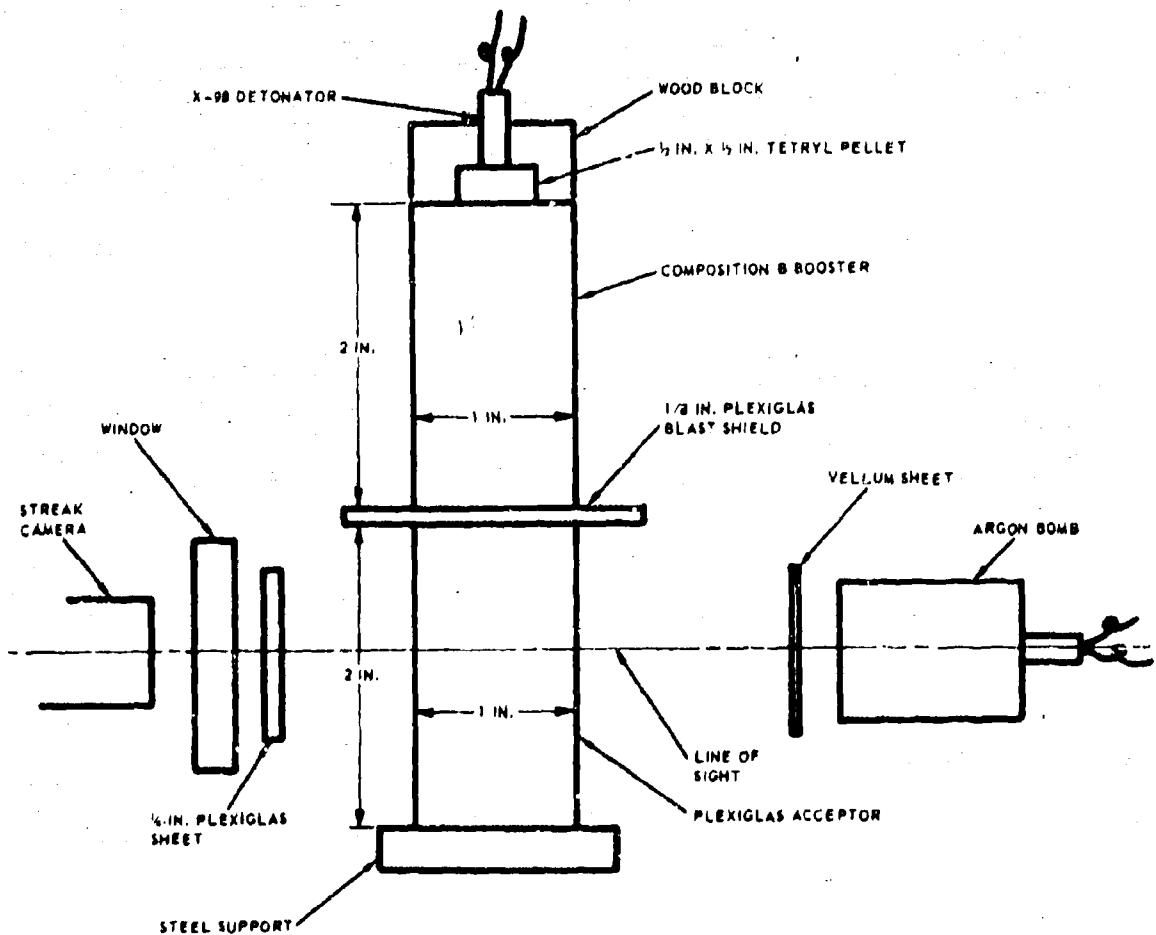 X-98 DETONATOR
WOOD BLOCK
½ IN. X ½ IN. TETRYL PELLET
COMPOSITION B BOOSTER
2 IN.
1 IN.
1/8 IN. PLEXIGLAS
BLAST SHIELD
WINDOW
VELLUM SHEET
STREAK
CAMERA
ARGON BOMB
2 IN.
1 IN.
LINE OF
SIGHT
PLEXIGLAS ACCEPTOR
IN. PLEXIGLAS
SHEET
STEEL SUPPORT